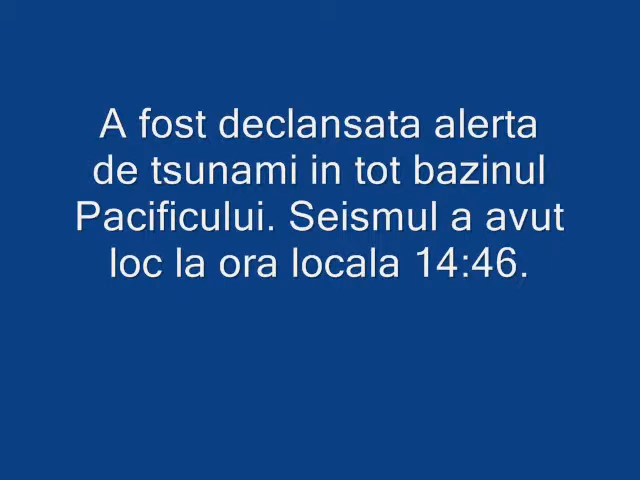 A fost declansata alerta
de tsunami in tot bazinul
Pacificului. Seismul a avut
loc la ora locala 14:46.